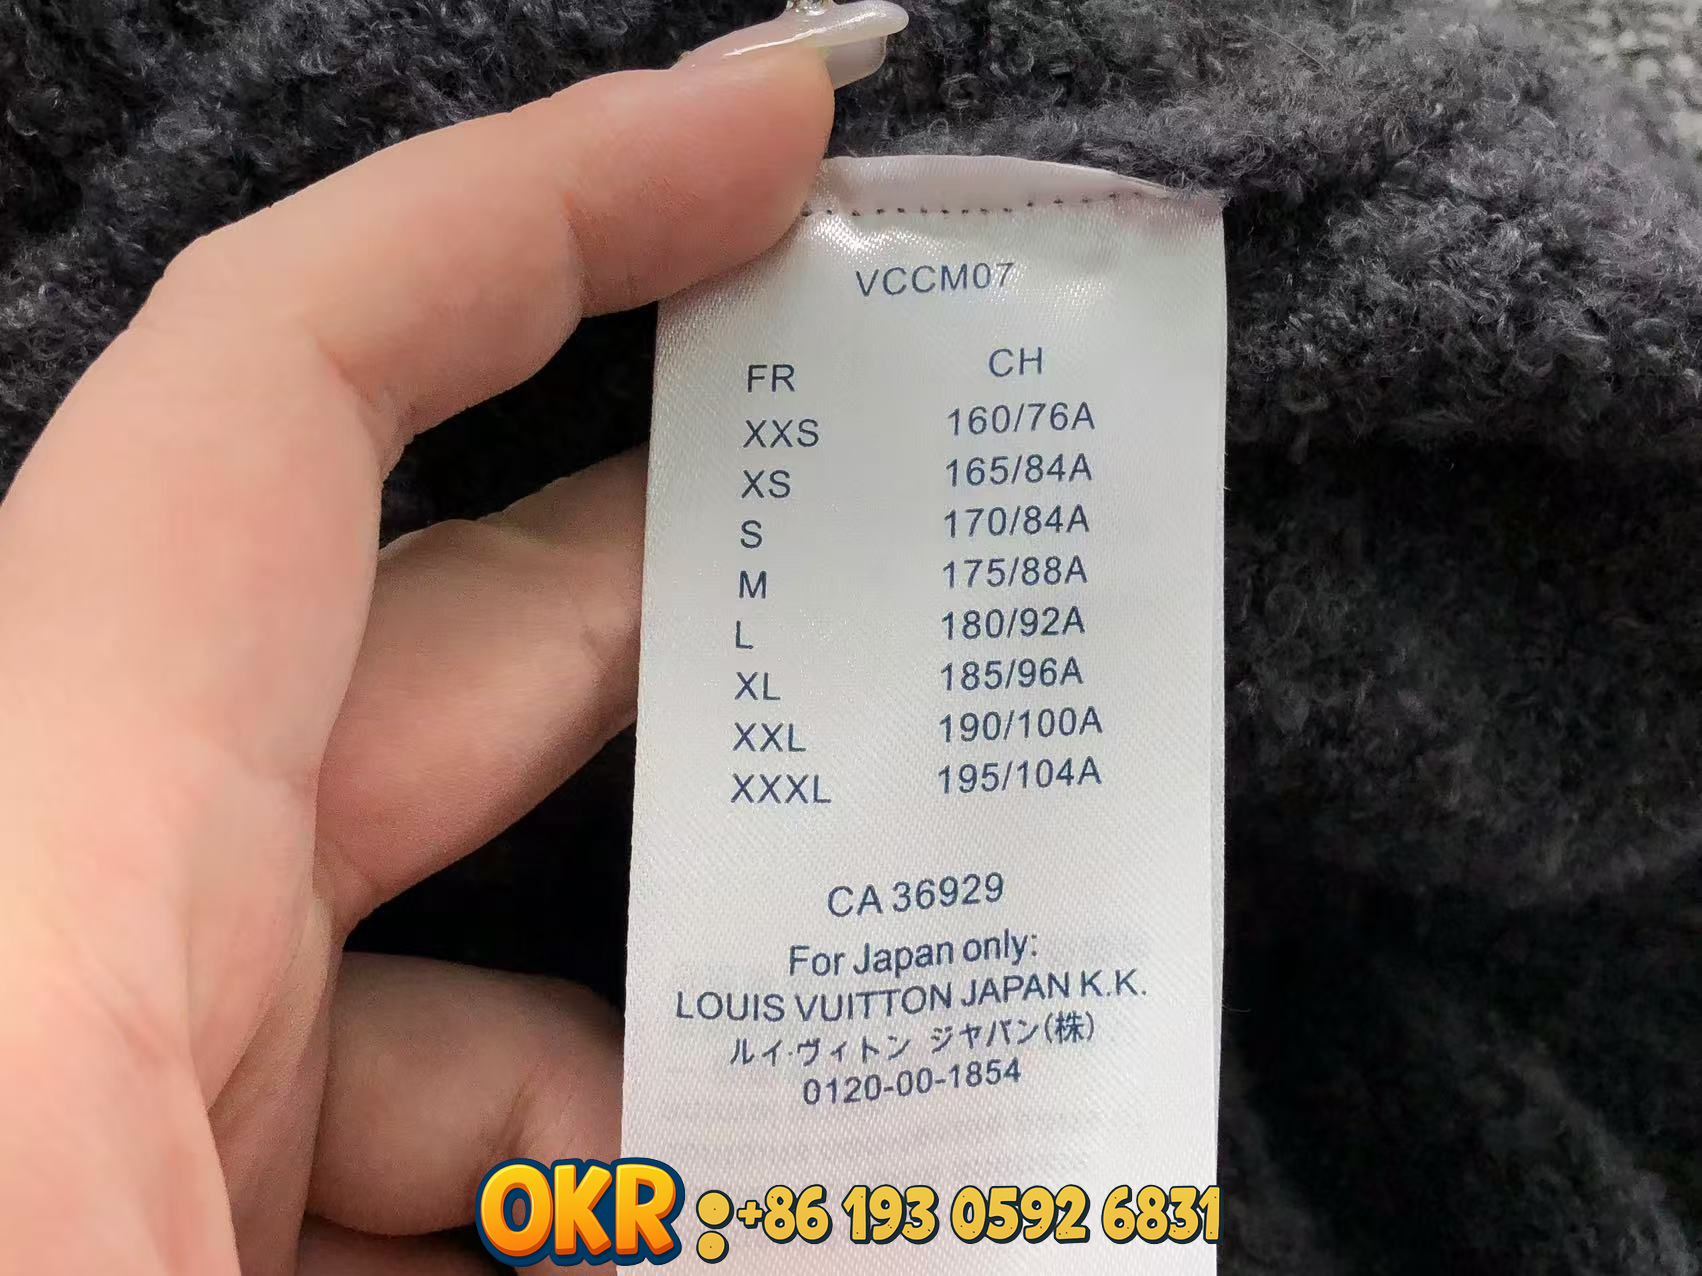 VCCM07
FR CH
XXS 160/76A
XS 165/84A
S 170/84A
M 175/88A
L 180/92A
XL 185/96A
XXL 190/100A
XXXL 195/104A
CA 36929
For Japan only:
LOUIS VUITTON JAPAN K.K.
ルイ・ヴィトン ジャパン(株)
0120-00-1854
OKR:+86 193 0592 6831